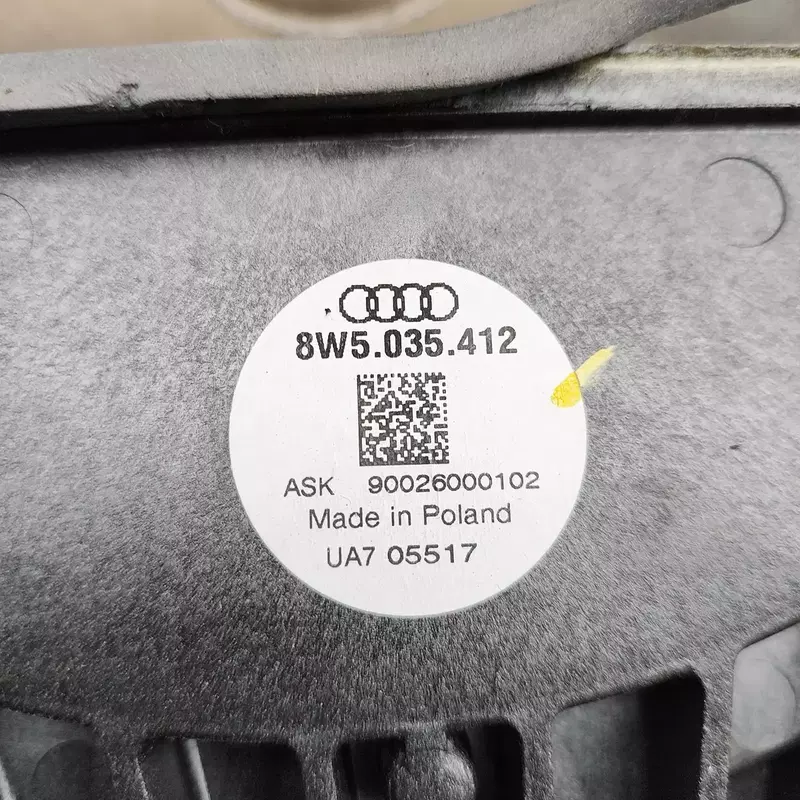 8W5.035.412
ASK 90026000102
Made in Poland
UA7 05517